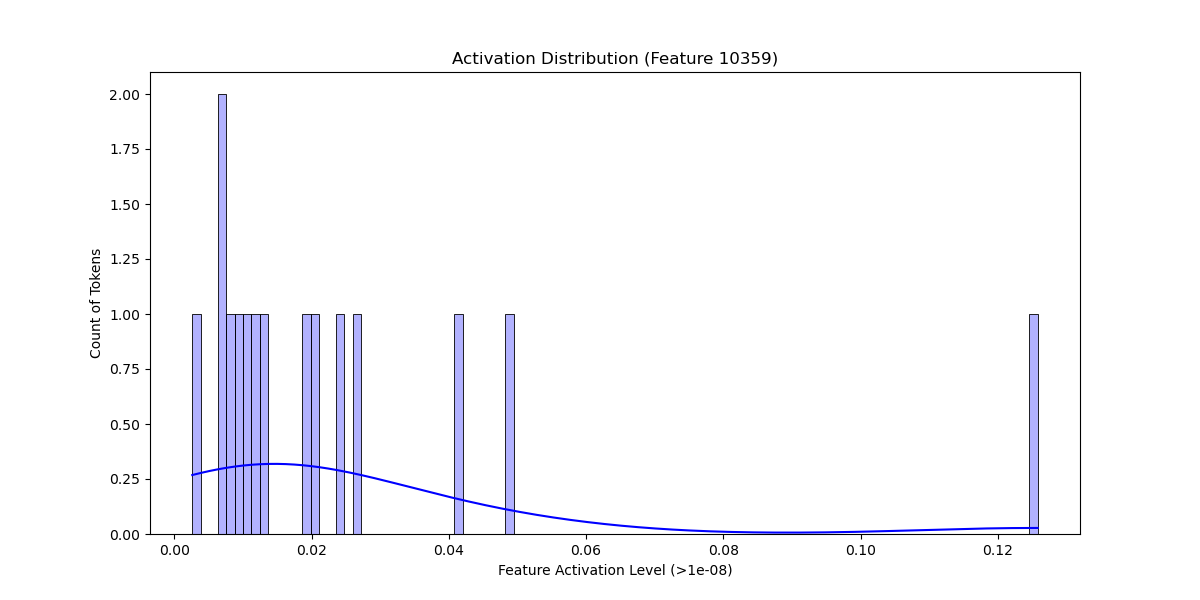 Activation Distribution (Feature 10359)
2.00
1.75
1.50
1.25
1.00
0.75
0.50
0.25
0.00
Count of Tokens
0.00 0.02 0.04 0.06 0.08 0.10 0.12
Feature Activation Level (>1e-08)